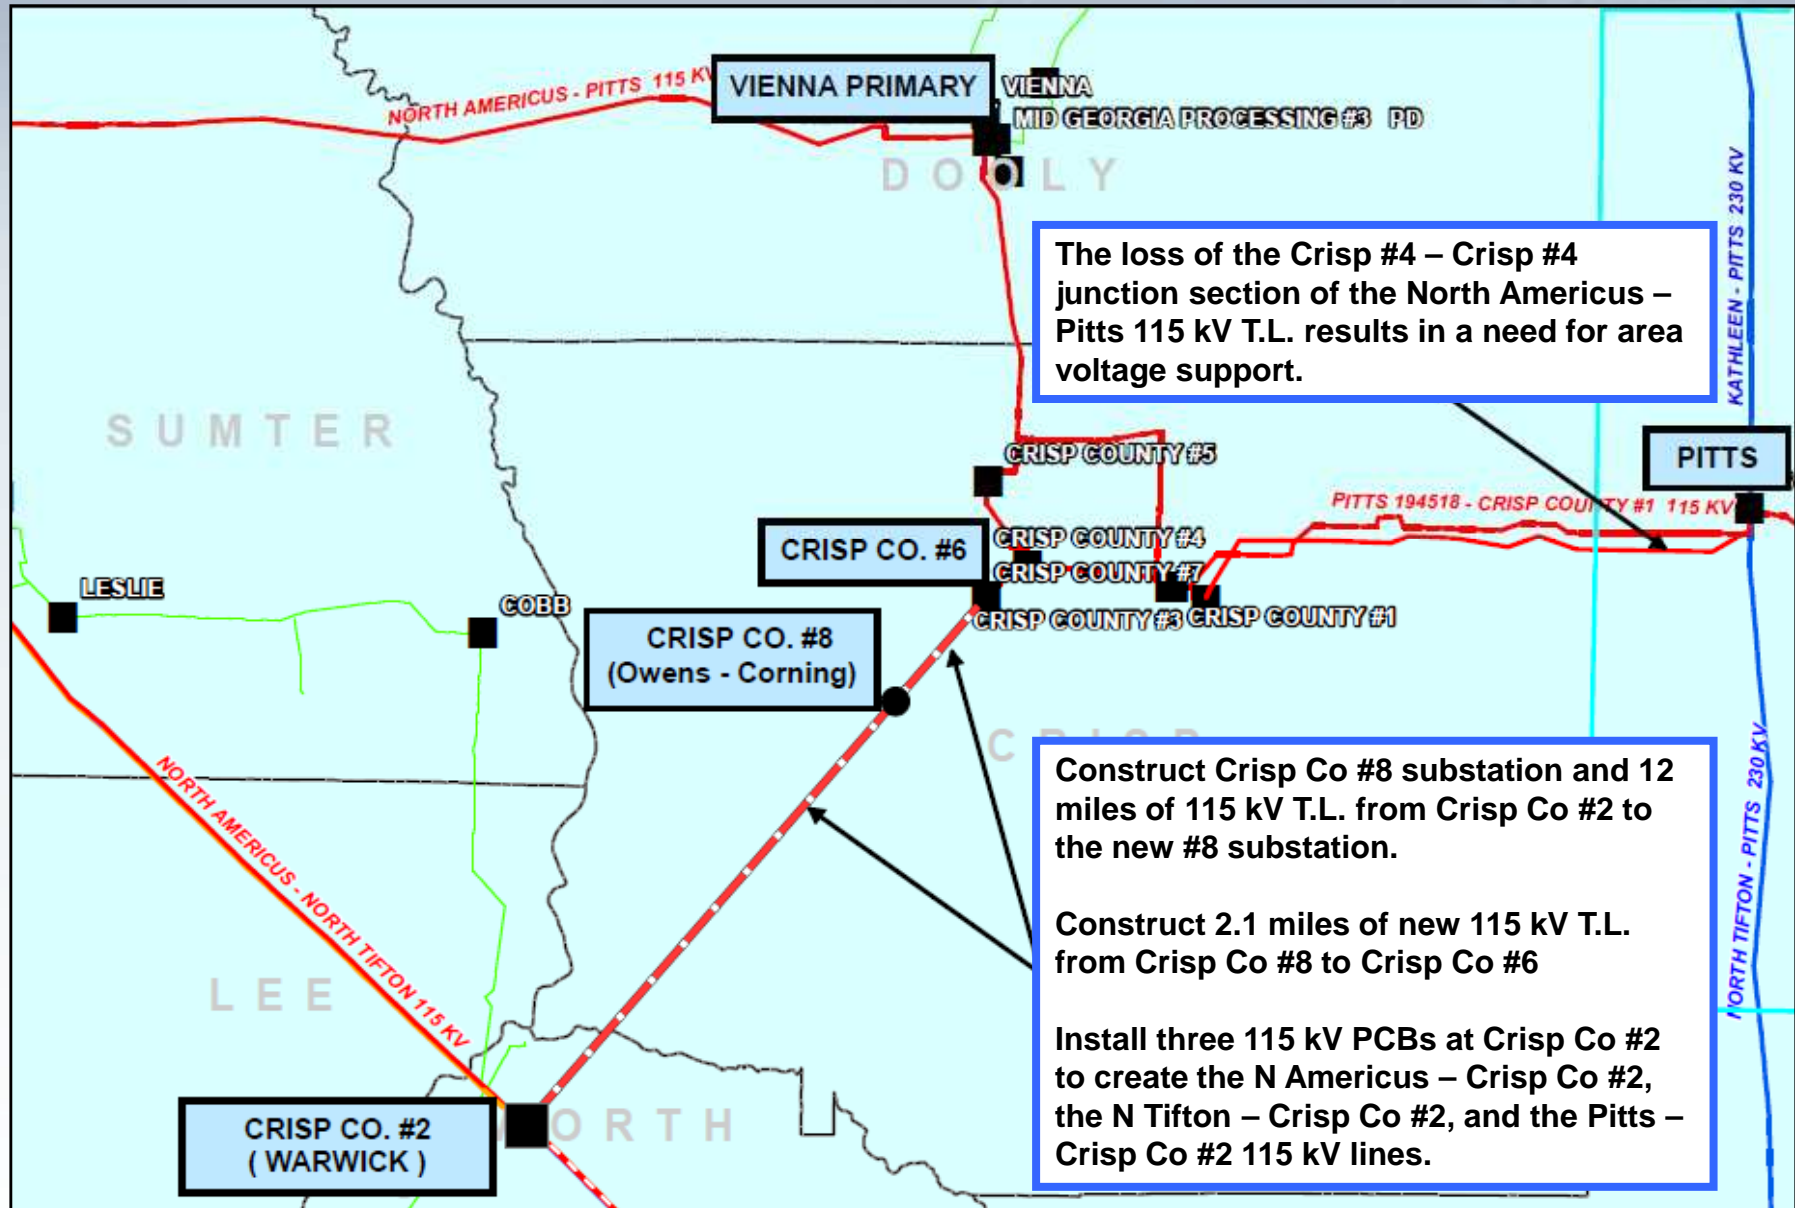 NORTH AMERICUS - PITTS 115 KV
VIENNA PRIMARY
VIENNA
MID GEORGIA PROCESSING #3 PD
DOOLY
KATHLEEN - PITTS 230 KV
The loss of the Crisp #4 – Crisp #4
junction section of the North Americus –
Pitts 115 kV T.L. results in a need for area
voltage support.
SUMTER
CRISP COUNTY #5
PITTS
PITTS 194518 - CRISP COUNTY #1 115 KV
CRISP CO. #6
CRISP COUNTY #4
CRISP COUNTY #7
CRISP COUNTY #3
CRISP COUNTY #1
LESLIE
COBB
CRISP CO. #8
(Owens - Corning)
CRISP
NORTH TIFTON - PITTS 230 KV
Construct Crisp Co #8 substation and 12
miles of 115 kV T.L. from Crisp Co #2 to
the new #8 substation.
Construct 2.1 miles of new 115 kV T.L.
from Crisp Co #8 to Crisp Co #6
Install three 115 kV PCBs at Crisp Co #2
to create the N Americus – Crisp Co #2,
the N Tifton – Crisp Co #2, and the Pitts –
Crisp Co #2 115 kV lines.
NORTH AMERICUS - NORTH TIFTON 115 KV
LEE
WORTH
CRISP CO. #2
( WARWICK )